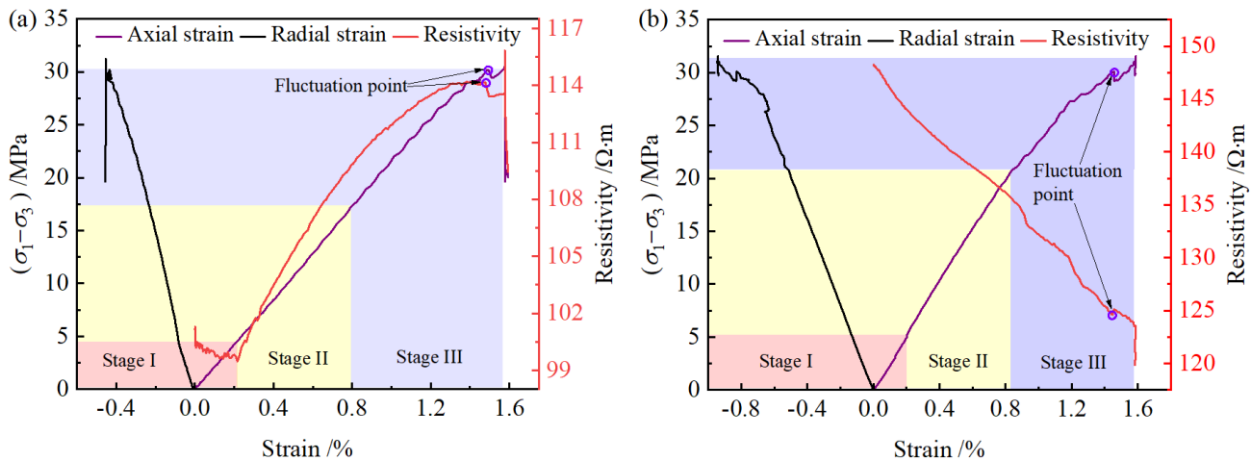 (a)
Axial strain Radial strain Resistivity
Fluctuation point
Stage I
Stage II
Stage III
35
30
25
20
15
10
5
0
(σ₁−σ₃) /MPa
-0.4 0.0 0.4 0.8 1.2 1.6
Strain /%
117
114
111
108
105
102
99
Resistivity /Ω·m
(b)
Axial strain Radial strain Resistivity
Fluctuation
point
Stage I
Stage II
Stage III
35
30
25
20
15
10
5
0
(σ₁−σ₃) /MPa
-0.8 -0.4 0.0 0.4 0.8 1.2 1.6
Strain /%
150
147
142
138
135
130
125
120
Resistivity /Ω·m